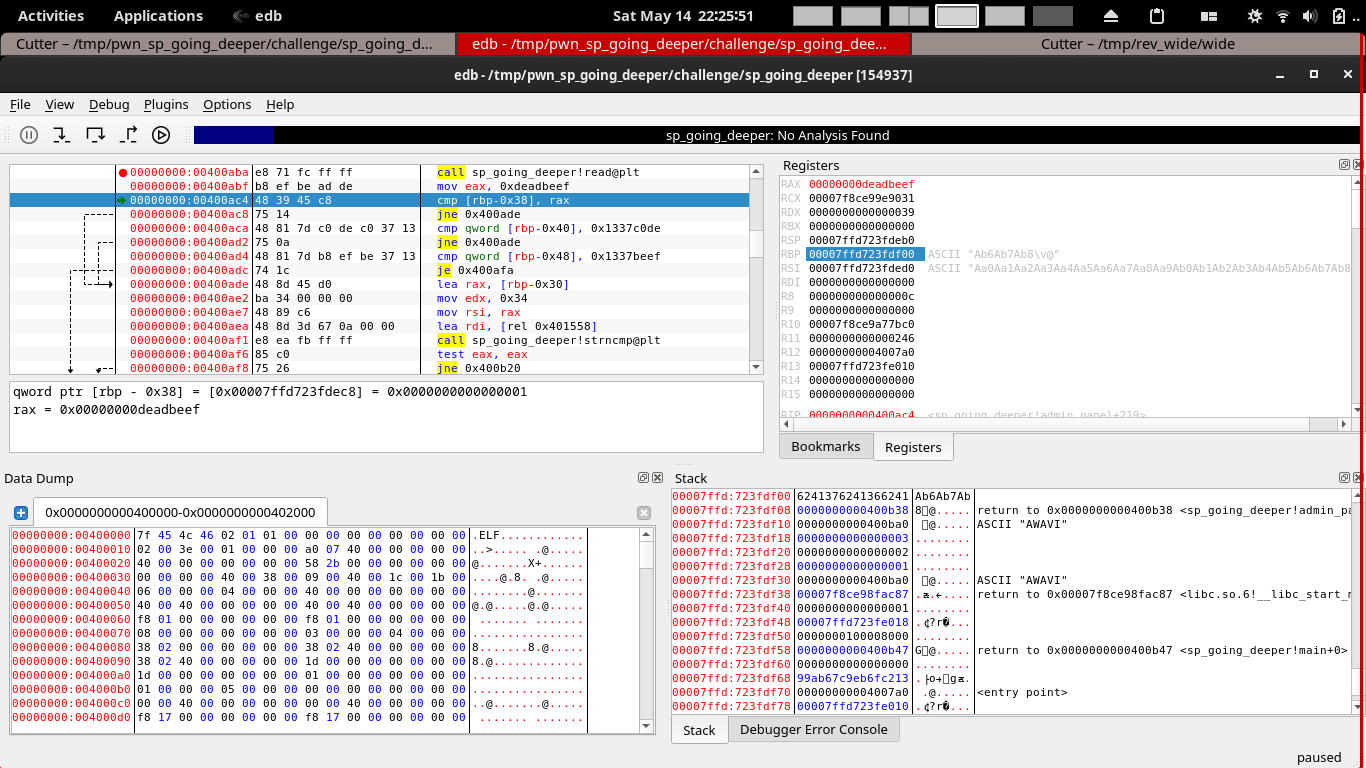 Activities Applications edb Sat May 14 22:25:51
Cutter – /tmp/pwn_sp_going_deeper/challenge/sp_going_d... edb - /tmp/pwn_sp_going_deeper/challenge/sp_going_dee... Cutter – /tmp/rev_wide/wide
edb - /tmp/pwn_sp_going_deeper/challenge/sp_going_deeper [154937]
File View Debug Plugins Options Help
sp_going_deeper: No Analysis Found
00000000:00400aba e8 71 fc ff ff call sp_going_deeper!read@plt
00000000:00400abf b8 ef be ad de mov eax, 0xdeadbeef
00000000:00400ac4 48 39 45 c8 cmp [rbp-0x38], rax
00000000:00400ac8 75 14 jne 0x400ade
00000000:00400aca 48 81 7d c0 de c0 37 13 cmp qword [rbp-0x40], 0x1337c0de
00000000:00400ad2 75 0a jne 0x400ade
00000000:00400ad4 48 81 7d b8 ef be 37 13 cmp qword [rbp-0x48], 0x1337beef
00000000:00400adc 74 1c je 0x400afa
00000000:00400ade 48 8d 45 d0 lea rax, [rbp-0x30]
00000000:00400ae2 ba 34 00 00 00 mov edx, 0x34
00000000:00400ae7 48 89 c6 mov rsi, rax
00000000:00400aea 48 8d 3d 67 0a 00 00 lea rdi, [rel 0x401558]
00000000:00400af1 e8 ea fb ff ff call sp_going_deeper!strncmp@plt
00000000:00400af6 85 c0 test eax, eax
00000000:00400af8 75 26 jne 0x400b20
qword ptr [rbp - 0x38] = [0x00007ffd723fdec8] = 0x0000000000000001
rax = 0x00000000deadbeef
Registers
RAX 00000000deadbeef
RCX 00007f8ce99e9031
RDX 0000000000000039
RBX 0000000000000000
RSP 00007ffd723fdeb0
RBP 00007ffd723fdf00 ASCII "Ab6Ab7Ab8\v@"
RSI 00007ffd723fded0 ASCII "Aa0Aa1Aa2Aa3Aa4Aa5Aa6Aa7Aa8Aa9Ab0Ab1Ab2Ab3Ab4Ab5Ab6Ab7Ab8
RDI 0000000000000000
R8 000000000000000c
R9 0000000000000000
R10 00007f8ce9a77bc0
R11 0000000000000246
R12 00000000004007a0
R13 00007ffd723fe010
R14 0000000000000000
R15 0000000000000000
RIP 0000000000400ac4 <sp_going_deeper!admin_panel+219>
Bookmarks Registers
Data Dump
0x0000000000400000-0x0000000000402000
00000000:00400000 7f 45 4c 46 02 01 01 00 00 00 00 00 00 00 00 00 .ELF............
00000000:00400010 02 00 3e 00 01 00 00 00 a0 07 40 00 00 00 00 00 ..>..... .@.....
00000000:00400020 40 00 00 00 00 00 00 00 58 2b 00 00 00 00 00 00 @.......X+......
00000000:00400030 00 00 00 00 40 00 38 00 09 00 40 00 1c 00 1b 00 ....@.8. .@.....
00000000:00400040 06 00 00 00 04 00 00 00 40 00 00 00 00 00 00 00 ........@.......
00000000:00400050 40 00 40 00 00 00 00 00 40 00 40 00 00 00 00 00 @.@.....@.@.....
00000000:00400060 f8 01 00 00 00 00 00 00 f8 01 00 00 00 00 00 00 ....... .......
00000000:00400070 08 00 00 00 00 00 00 00 03 00 00 00 04 00 00 00 ................
00000000:00400080 38 02 00 00 00 00 00 00 38 02 40 00 00 00 00 00 8.......8.@.....
00000000:00400090 38 02 40 00 00 00 00 00 1d 00 00 00 00 00 00 00 8.@.............
00000000:004000a0 1d 00 00 00 00 00 00 00 01 00 00 00 00 00 00 00 ................
00000000:004000b0 01 00 00 00 05 00 00 00 00 00 00 00 00 00 00 00 ................
00000000:004000c0 00 00 40 00 00 00 00 00 00 00 40 00 00 00 00 00 ..@.......@.....
00000000:004000d0 f8 17 00 00 00 00 00 00 f8 17 00 00 00 00 00 00 ....... .......
Stack
00007ffd:723fdf00 6241376241366241 Ab6Ab7Ab
00007ffd:723fdf08 0000000000400b38 8 @..... return to 0x0000000000400b38 <sp_going_deeper!admin_pa
00007ffd:723fdf10 0000000000400ba0 @..... ASCII "AWAVI"
00007ffd:723fdf18 0000000000000003 ........
00007ffd:723fdf20 0000000000000002 ........
00007ffd:723fdf28 0000000000000001 ........
00007ffd:723fdf30 0000000000400ba0 @..... ASCII "AWAVI"
00007ffd:723fdf38 00007f8ce98fac87 return to 0x00007f8ce98fac87 <libc.so.6!__libc_start_m
00007ffd:723fdf40 0000000000000001 ........
00007ffd:723fdf48 00007ffd723fe018
00007ffd:723fdf50 0000000100008000 ........
00007ffd:723fdf58 0000000000400b47 G @..... return to 0x0000000000400b47 <sp_going_deeper!main+0>
00007ffd:723fdf60 0000000000000000 ........
00007ffd:723fdf68 99ab67c9eb6fc213
00007ffd:723fdf70 00000000004007a0 .@..... <entry point>
00007ffd:723fdf78 00007ffd723fe010
Stack Debugger Error Console
paused